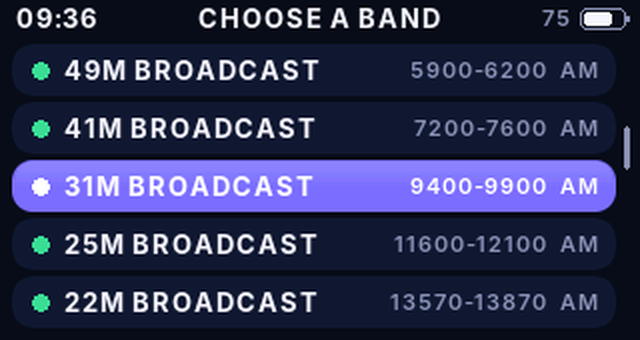 09:36 CHOOSE A BAND 75
49M BROADCAST 5900-6200 AM
41M BROADCAST 7200-7600 AM
31M BROADCAST 9400-9900 AM
25M BROADCAST 11600-12100 AM
22M BROADCAST 13570-13870 AM